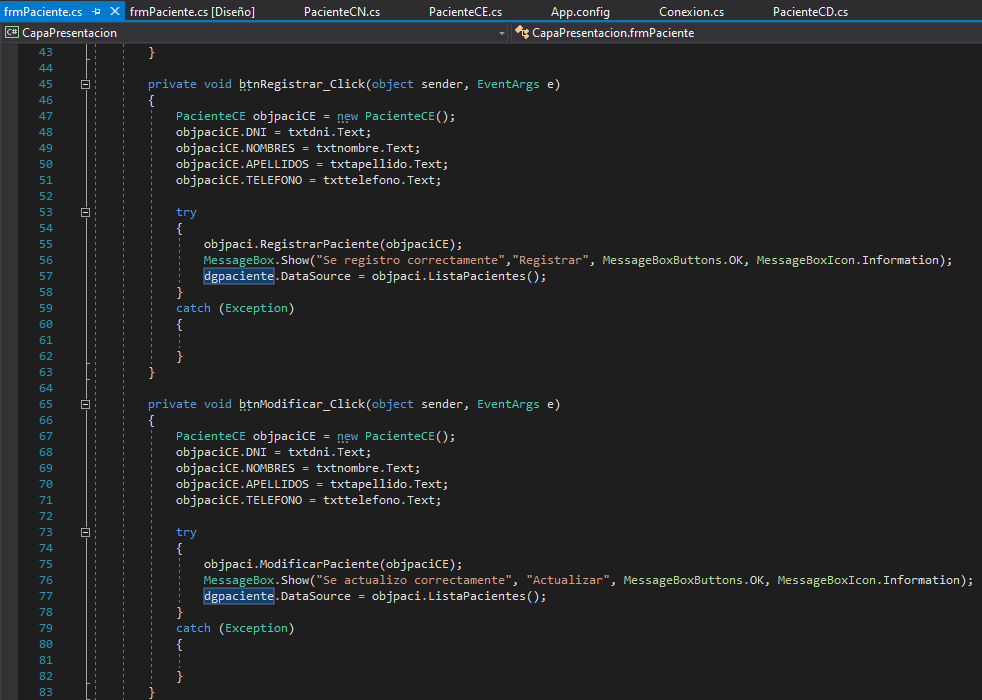 frmPaciente.cs frmPaciente.cs [Diseño] PacienteCN.cs PacienteCE.cs App.config Conexion.cs PacienteCD.cs
C# CapaPresentacion CapaPresentacion.frmPaciente
43 }
44
45 private void btnRegistrar_Click(object sender, EventArgs e)
46 {
47 PacienteCE objpaciCE = new PacienteCE();
48 objpaciCE.DNI = txtdni.Text;
49 objpaciCE.NOMBRES = txtnombre.Text;
50 objpaciCE.APELLIDOS = txtapellido.Text;
51 objpaciCE.TELEFONO = txttelefono.Text;
52
53 try
54 {
55 objpaci.RegistrarPaciente(objpaciCE);
56 MessageBox.Show("Se registro correctamente","Registrar", MessageBoxButtons.OK, MessageBoxIcon.Information);
57 dgpaciente.DataSource = objpaci.ListaPacientes();
58 }
59 catch (Exception)
60 {
61
62 }
63 }
64
65 private void btnModificar_Click(object sender, EventArgs e)
66 {
67 PacienteCE objpaciCE = new PacienteCE();
68 objpaciCE.DNI = txtdni.Text;
69 objpaciCE.NOMBRES = txtnombre.Text;
70 objpaciCE.APELLIDOS = txtapellido.Text;
71 objpaciCE.TELEFONO = txttelefono.Text;
72
73 try
74 {
75 objpaci.ModificarPaciente(objpaciCE);
76 MessageBox.Show("Se actualizo correctamente", "Actualizar", MessageBoxButtons.OK, MessageBoxIcon.Information);
77 dgpaciente.DataSource = objpaci.ListaPacientes();
78 }
79 catch (Exception)
80 {
81
82 }
83 }